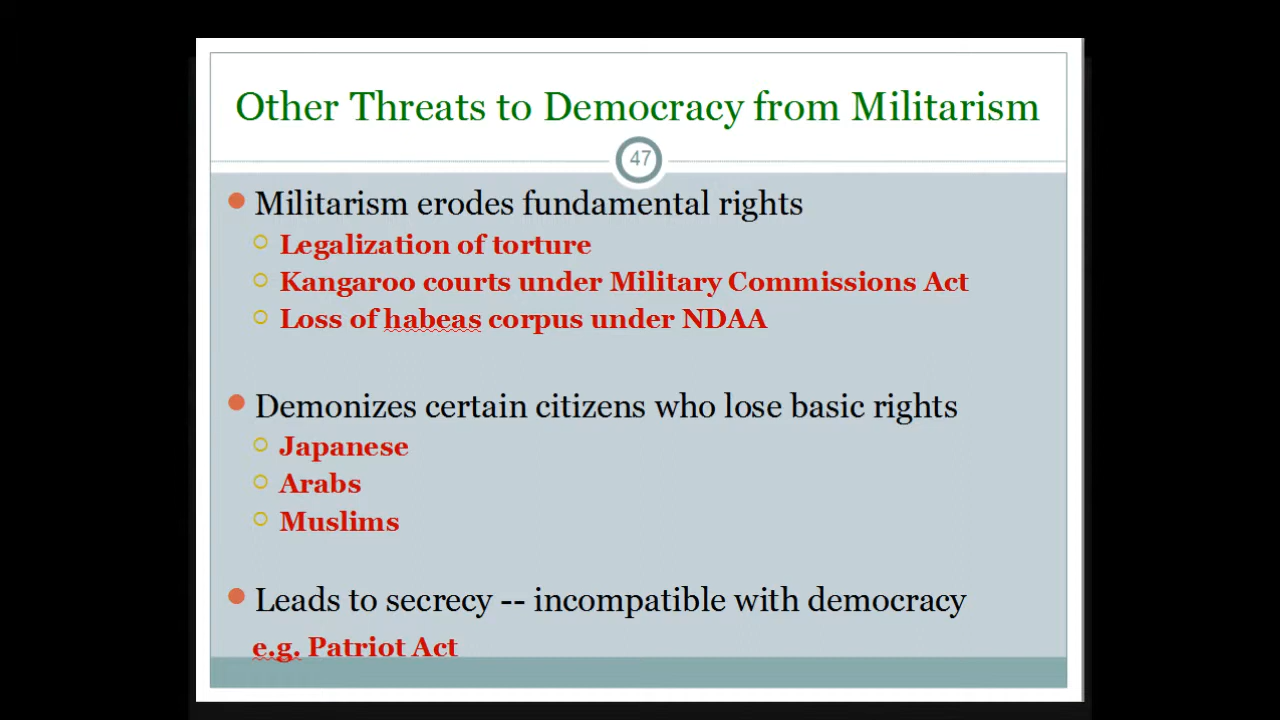 Other Threats to Democracy from Militarism
47
Militarism erodes fundamental rights
Legalization of torture
Kangaroo courts under Military Commissions Act
Loss of habeas corpus under NDAA
Demonizes certain citizens who lose basic rights
Japanese
Arabs
Muslims
Leads to secrecy -- incompatible with democracy
e.g. Patriot Act